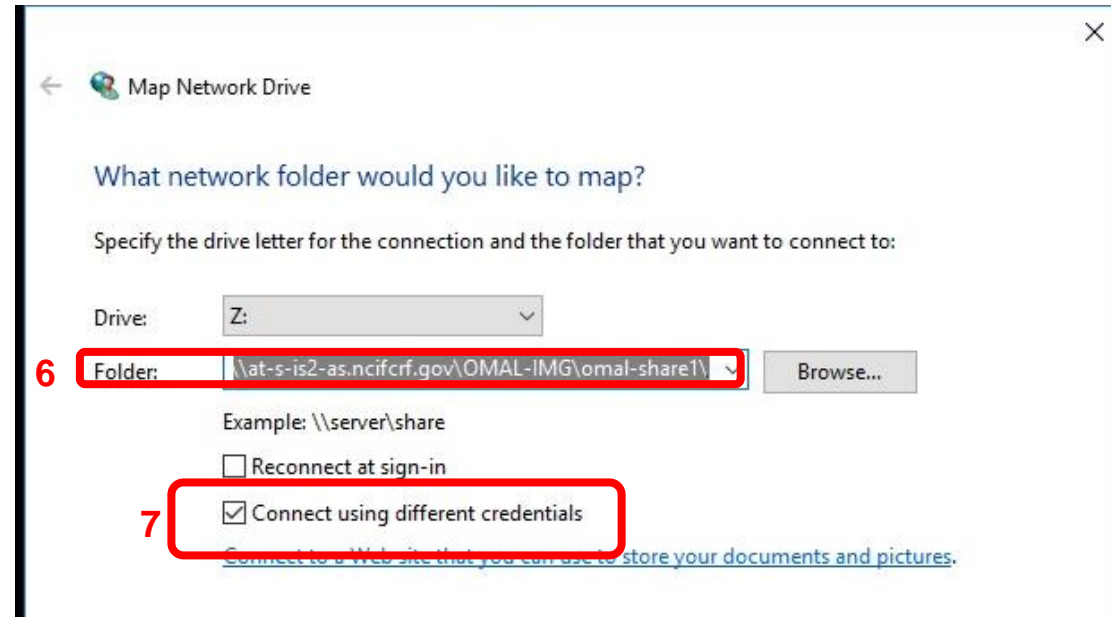 Map Network Drive
What network folder would you like to map?
Specify the drive letter for the connection and the folder that you want to connect to:
Drive: Z:
6 Folder: \\at-s-is2-as.ncifcrf.gov\OMAL-IMG\omal-share1\ Browse...
Example: \\server\share
Reconnect at sign-in
7 Connect using different credentials
Connect to a Web site that you can use to store your documents and pictures.